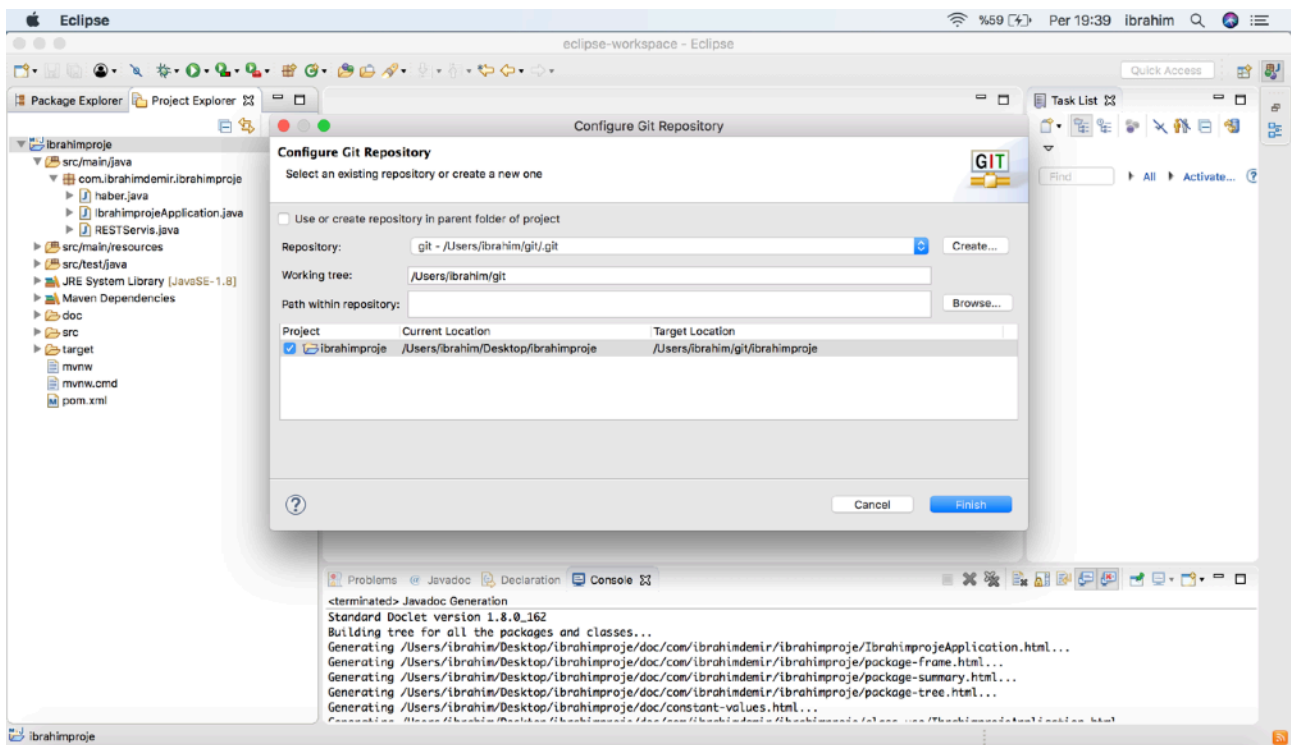 Eclipse %59 Per 19:39 ibrahim
eclipse-workspace - Eclipse
Quick Access
Package Explorer Project Explorer
Task List
ibrahimproje
src/main/java
com.ibrahimdemir.ibrahimproje
haber.java
IbrahimprojeApplication.java
RESTServis.java
src/main/resources
src/test/java
JRE System Library [JavaSE-1.8]
Maven Dependencies
doc
src
target
mvnw
mvnw.cmd
pom.xml
Configure Git Repository
Configure Git Repository
Select an existing repository or create a new one
GIT
Use or create repository in parent folder of project
Repository: git - /Users/ibrahim/git/.git Create...
Working tree: /Users/ibrahim/git
Path within repository: Browse...
Project Current Location Target Location
ibrahimproje /Users/ibrahim/Desktop/ibrahimproje /Users/ibrahim/git/ibrahimproje
? Cancel Finish
Find All Activate... ?
Problems @ Javadoc Declaration Console
<terminated> Javadoc Generation
Standard Doclet version 1.8.0_162
Building tree for all the packages and classes...
Generating /Users/ibrahim/Desktop/ibrahimproje/doc/com/ibrahimdemir/ibrahimproje/IbrahimprojeApplication.html...
Generating /Users/ibrahim/Desktop/ibrahimproje/doc/com/ibrahimdemir/ibrahimproje/package-frame.html...
Generating /Users/ibrahim/Desktop/ibrahimproje/doc/com/ibrahimdemir/ibrahimproje/package-summary.html...
Generating /Users/ibrahim/Desktop/ibrahimproje/doc/com/ibrahimdemir/ibrahimproje/package-tree.html...
Generating /Users/ibrahim/Desktop/ibrahimproje/doc/constant-values.html...
ibrahimproje